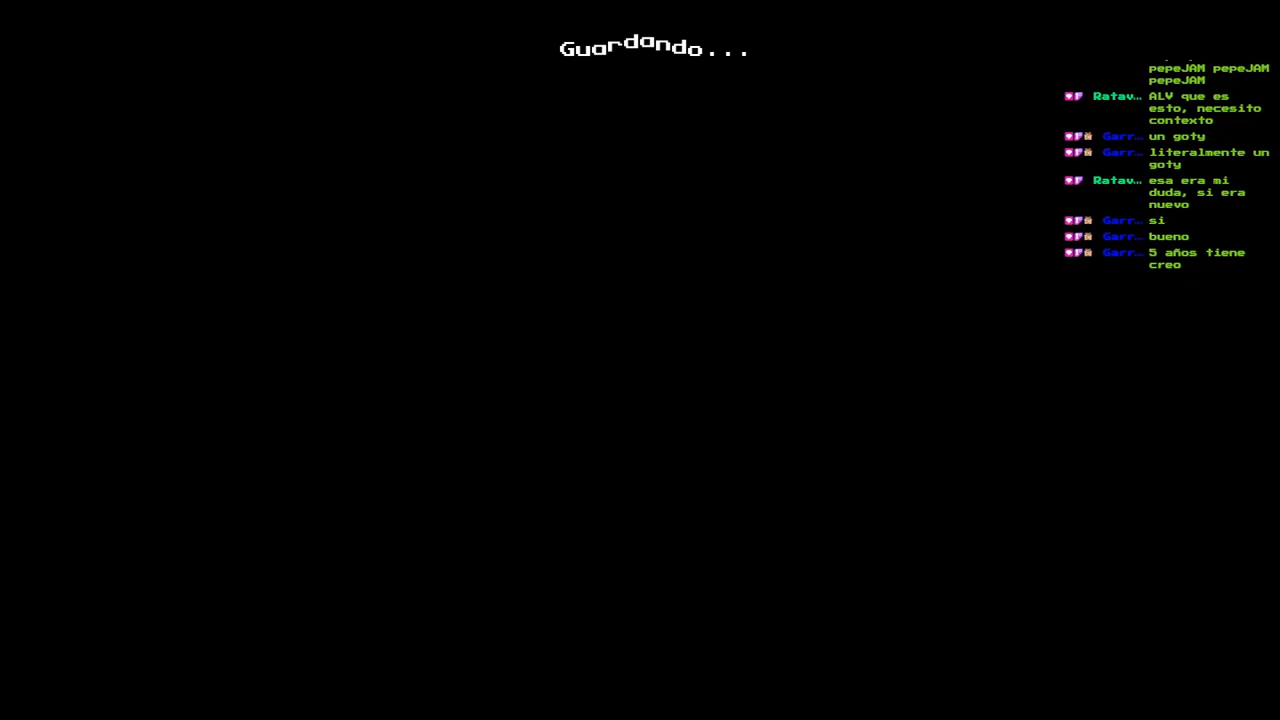 Guardando...
pepeJAM pepeJAM
pepeJAM
Ratav… ALV que es
esto, necesito
contexto
Garr… un goty
Garr… literalmente un
goty
Ratav… esa era mi
duda, si era
nuevo
Garr… si
Garr… bueno
Garr… 5 años tiene
creo